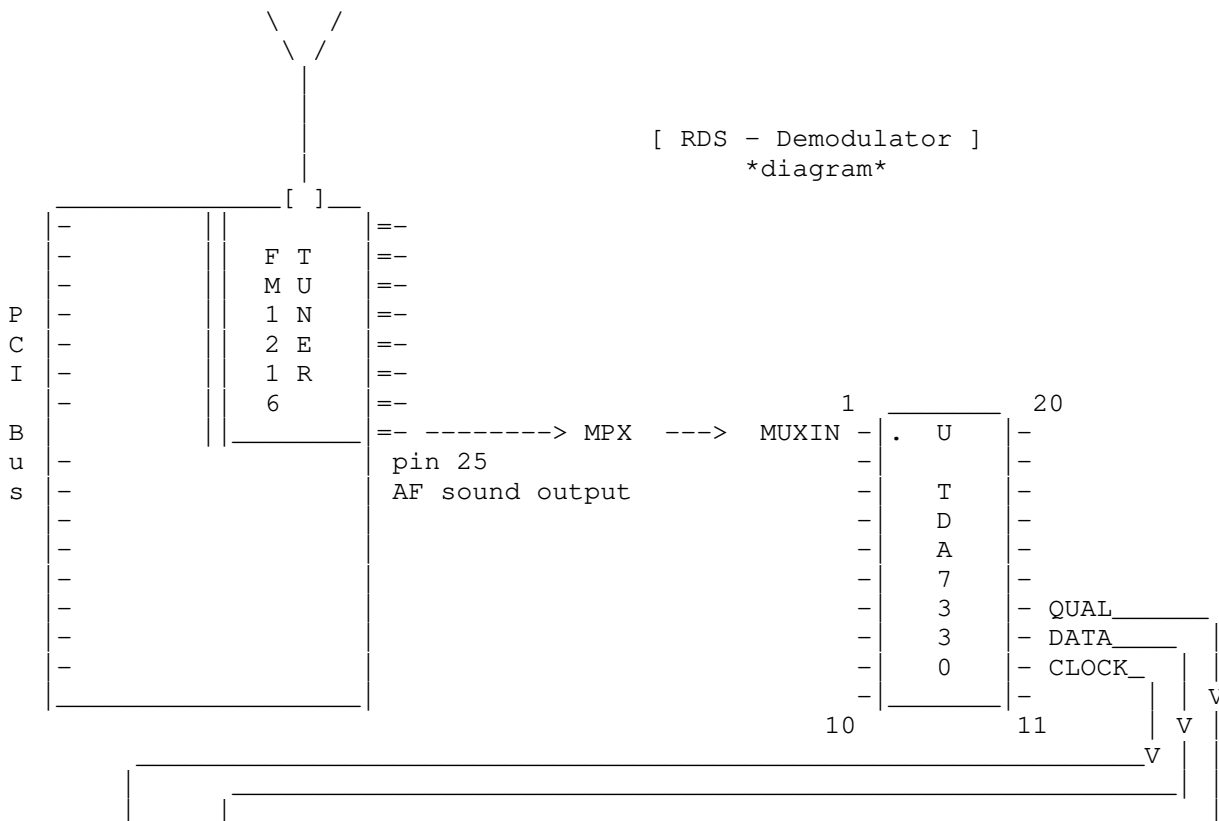 [ RDS - Demodulator ]
*diagram*
[ ]
=-
F T =-
M U =-
P 1 N =-
C 2 E =-
I 1 R =-
6 =- 1 20
B =- --------> MPX ---> MUXIN -|. U |-
u pin 25
s AF sound output T
D
A
7
3 QUAL
3 DATA
0 CLOCK
10 11 V
V
V